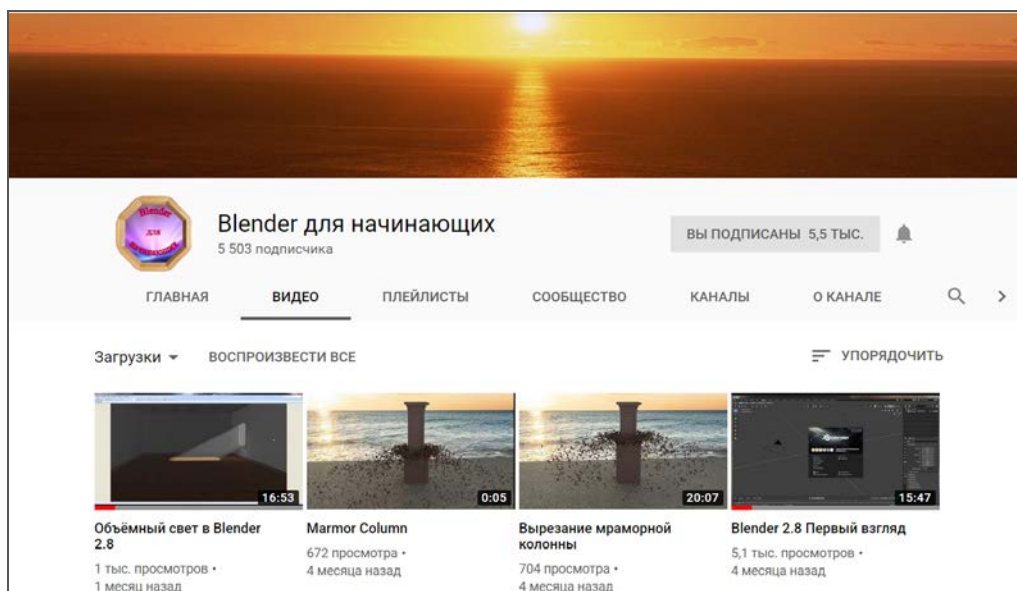 Blender
для
начинающих
Blender для начинающих
5 503 подписчика
ВЫ ПОДПИСАНЫ 5,5 ТЫС.
ГЛАВНАЯ ВИДЕО ПЛЕЙЛИСТЫ СООБЩЕСТВО КАНАЛЫ О КАНАЛЕ
Загрузки ВОСПРОИЗВЕСТИ ВСЕ УПОРЯДОЧИТЬ
16:53
Объёмный свет в Blender
2.8
1 тыс. просмотров •
1 месяц назад
0:05
Marmor Column
672 просмотра •
4 месяца назад
20:07
Вырезание мраморной
колонны
704 просмотра •
4 месяца назад
15:47
Blender 2.8 Первый взгляд
5,1 тыс. просмотров •
4 месяца назад